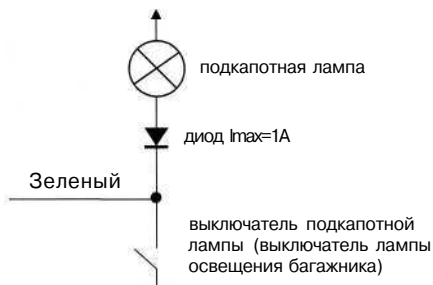 подкапотная лампа
диод Imax=1A
Зеленый
выключатель подкапотной
лампы (выключатель лампы
освещения багажника)